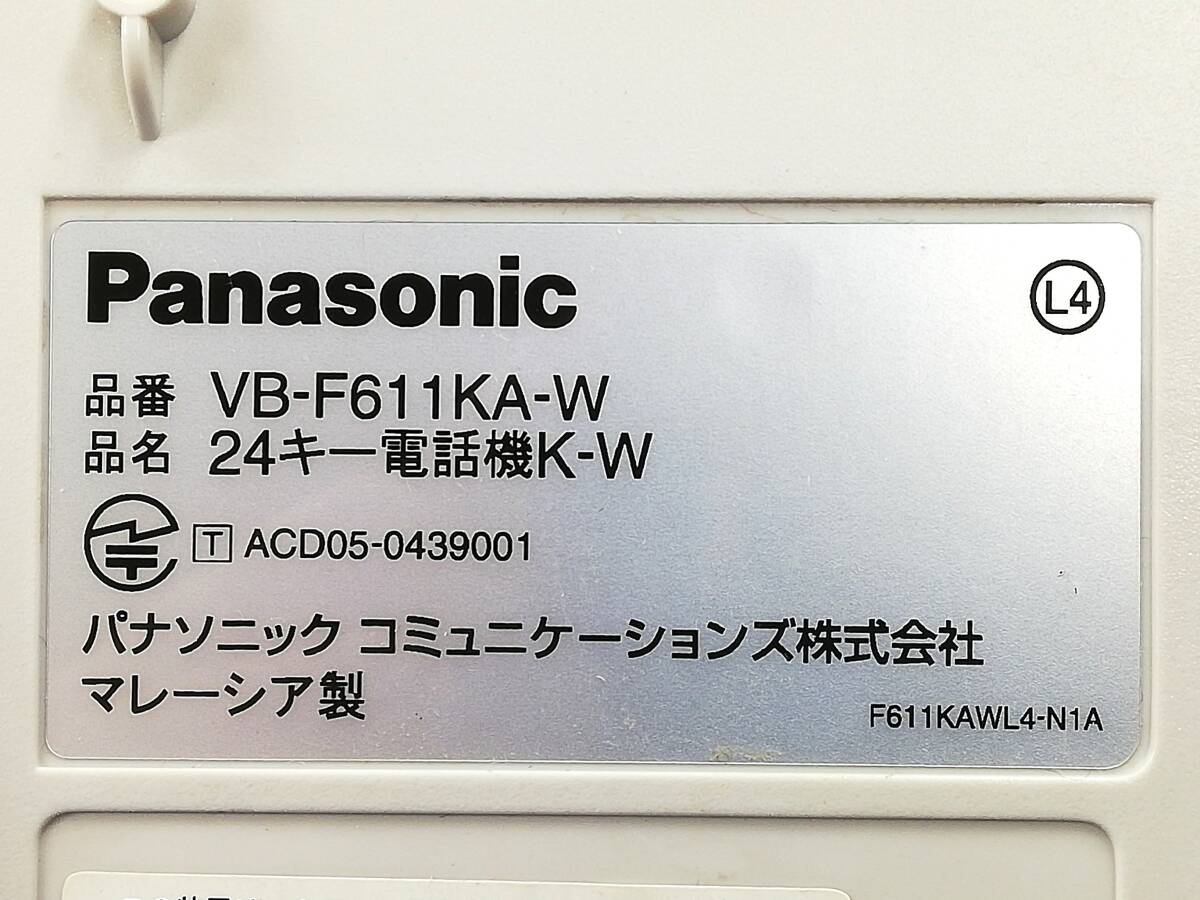 Panasonic
L4
品番 VB-F611KA-W
品名 24キー電話機K-W
T ACD05-0439001
パナソニック コミュニケーションズ株式会社
マレーシア製
F611KAWL4-N1A